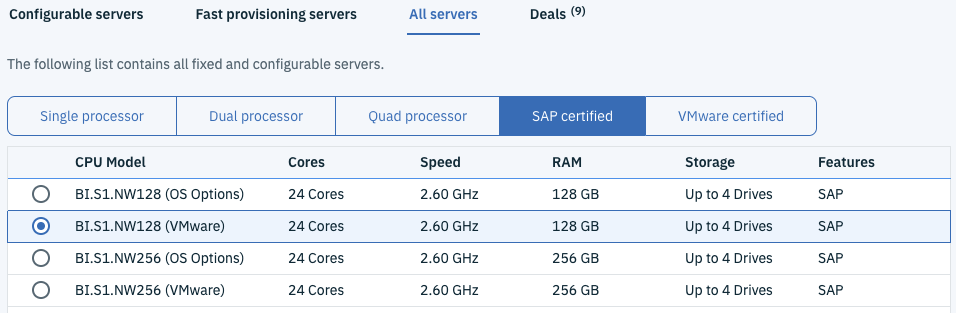 Configurable servers Fast provisioning servers All servers Deals (9)
The following list contains all fixed and configurable servers.
Single processor Dual processor Quad processor SAP certified VMware certified
CPU Model Cores Speed RAM Storage Features
BI.S1.NW128 (OS Options) 24 Cores 2.60 GHz 128 GB Up to 4 Drives SAP
BI.S1.NW128 (VMware) 24 Cores 2.60 GHz 128 GB Up to 4 Drives SAP
BI.S1.NW256 (OS Options) 24 Cores 2.60 GHz 256 GB Up to 4 Drives SAP
BI.S1.NW256 (VMware) 24 Cores 2.60 GHz 256 GB Up to 4 Drives SAP